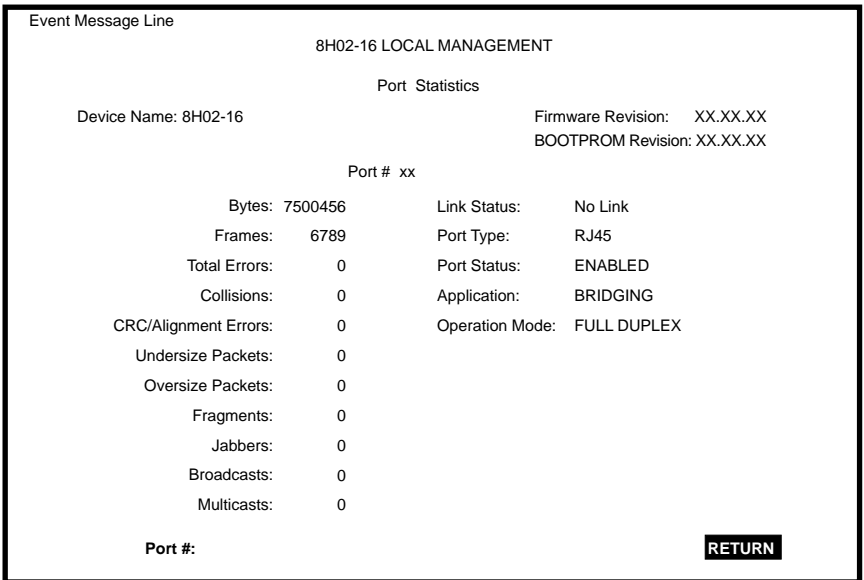 Event Message Line
8H02-16 LOCAL MANAGEMENT
Port Statistics
Device Name: 8H02-16 Firmware Revision: XX.XX.XX
BOOTPROM Revision: XX.XX.XX
Port # xx
Bytes: 7500456 Link Status: No Link
Frames: 6789 Port Type: RJ45
Total Errors: 0 Port Status: ENABLED
Collisions: 0 Application: BRIDGING
CRC/Alignment Errors: 0 Operation Mode: FULL DUPLEX
Undersize Packets: 0
Oversize Packets: 0
Fragments: 0
Jabbers: 0
Broadcasts: 0
Multicasts: 0
Port #: RETURN